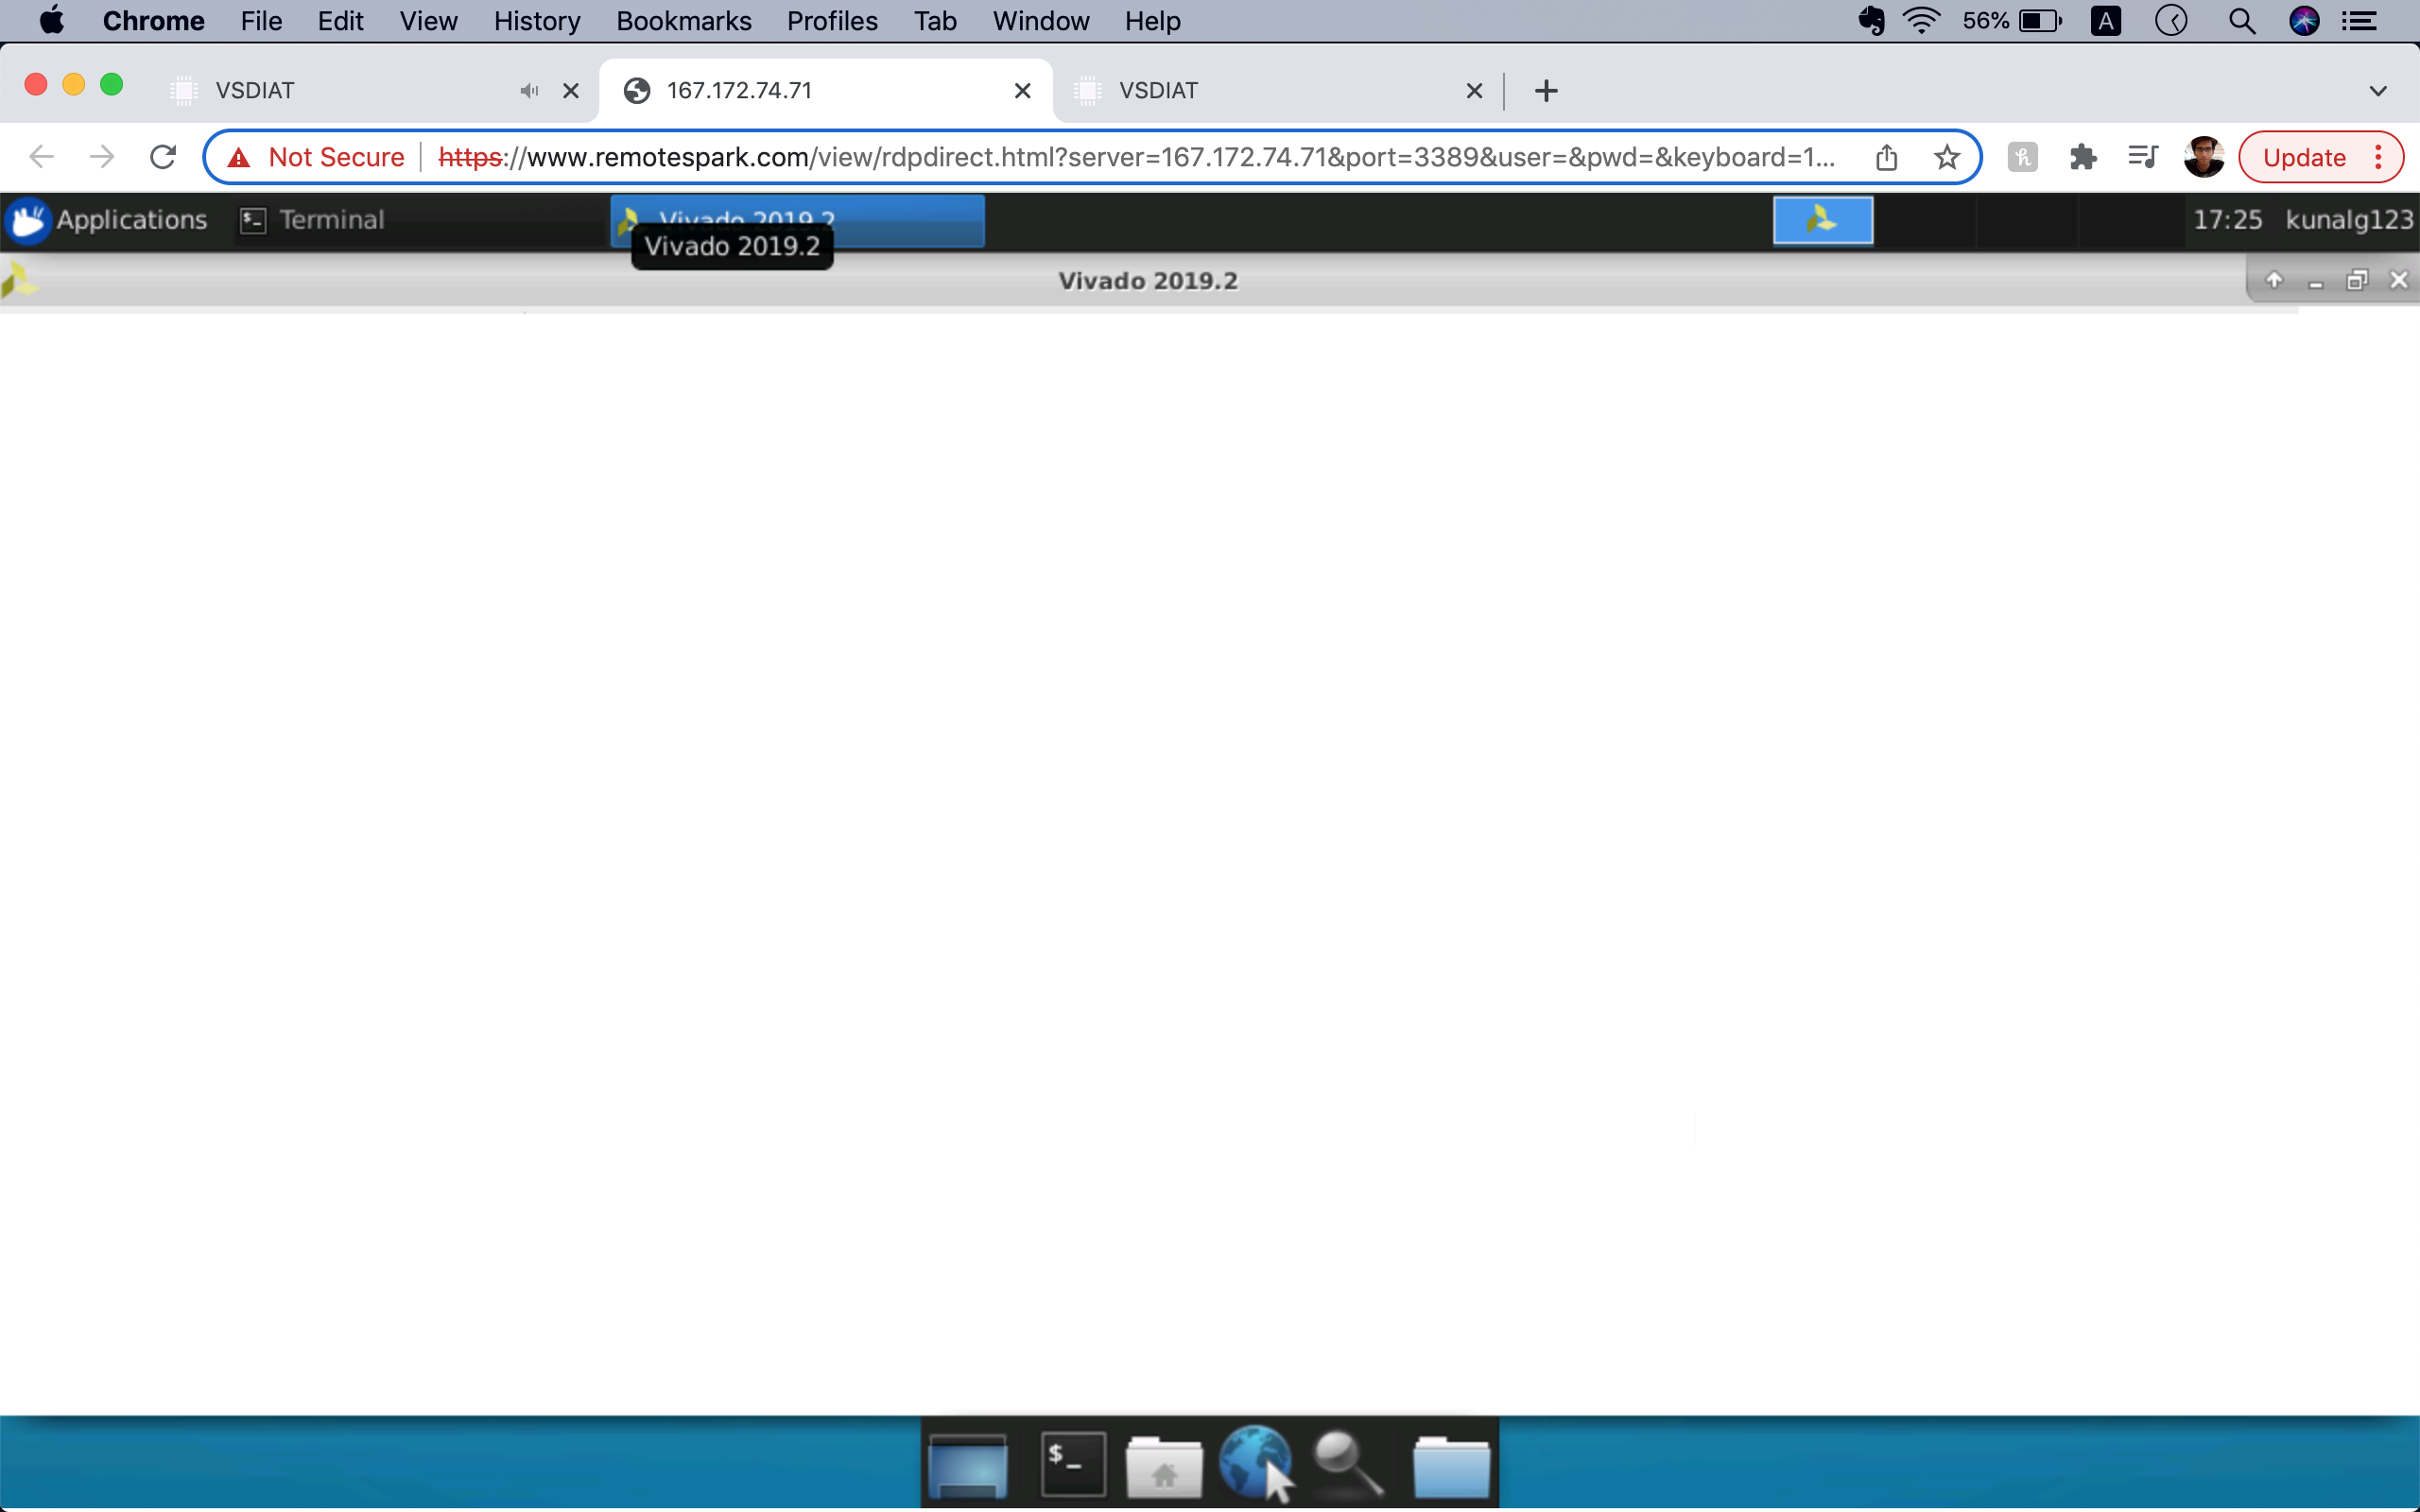 Chrome File Edit View History Bookmarks Profiles Tab Window Help 56% A
VSDIAT 167.172.74.71 VSDIAT
Not Secure https://www.remotespark.com/view/rdpdirect.html?server=167.172.74.71&port=3389&user=&pwd=&keyboard=1... Update
Applications Terminal Vivado 2019.2 17:25 kunalg123
Vivado 2019.2
Vivado 2019.2
$_